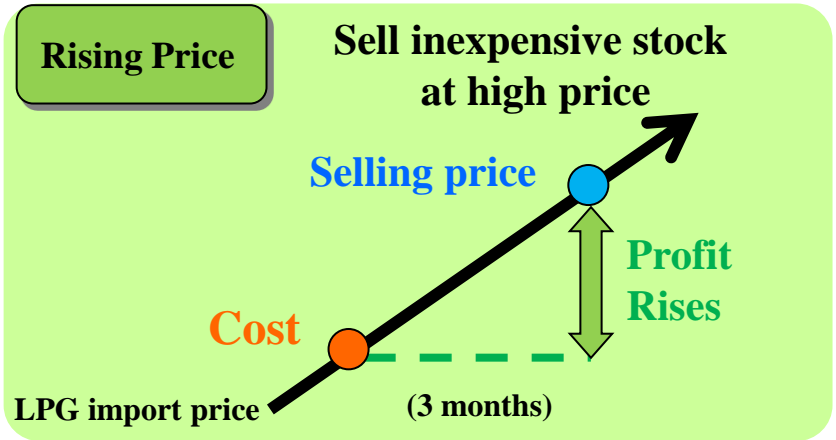 Rising Price
Sell inexpensive stock
at high price
Selling price
Profit
Rises
Cost
LPG import price
(3 months)